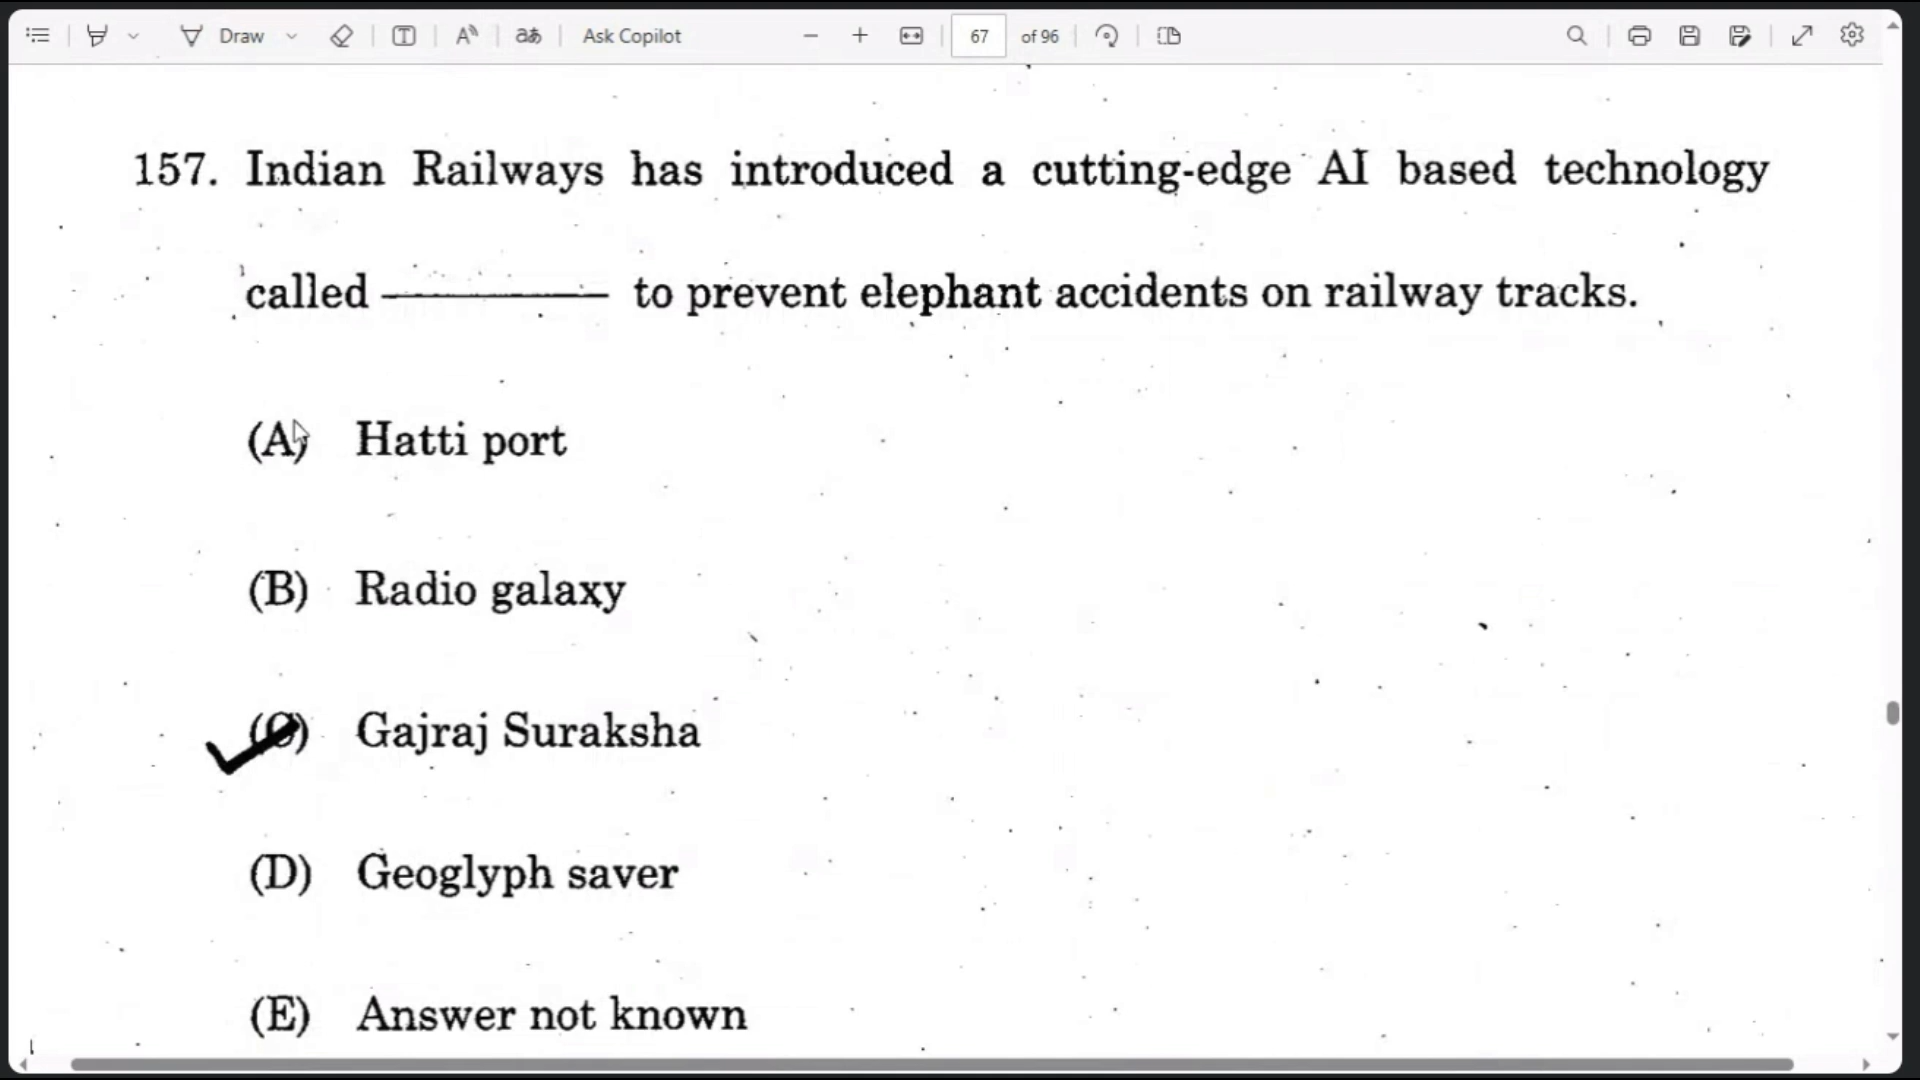 Draw
Ask Copilot
67 of 96
157. Indian Railways has introduced a cutting-edge AI based technology
called ——— to prevent elephant accidents on railway tracks.
(A) Hatti port
(B) Radio galaxy
(C) Gajraj Suraksha
(D) Geoglyph saver
(E) Answer not known